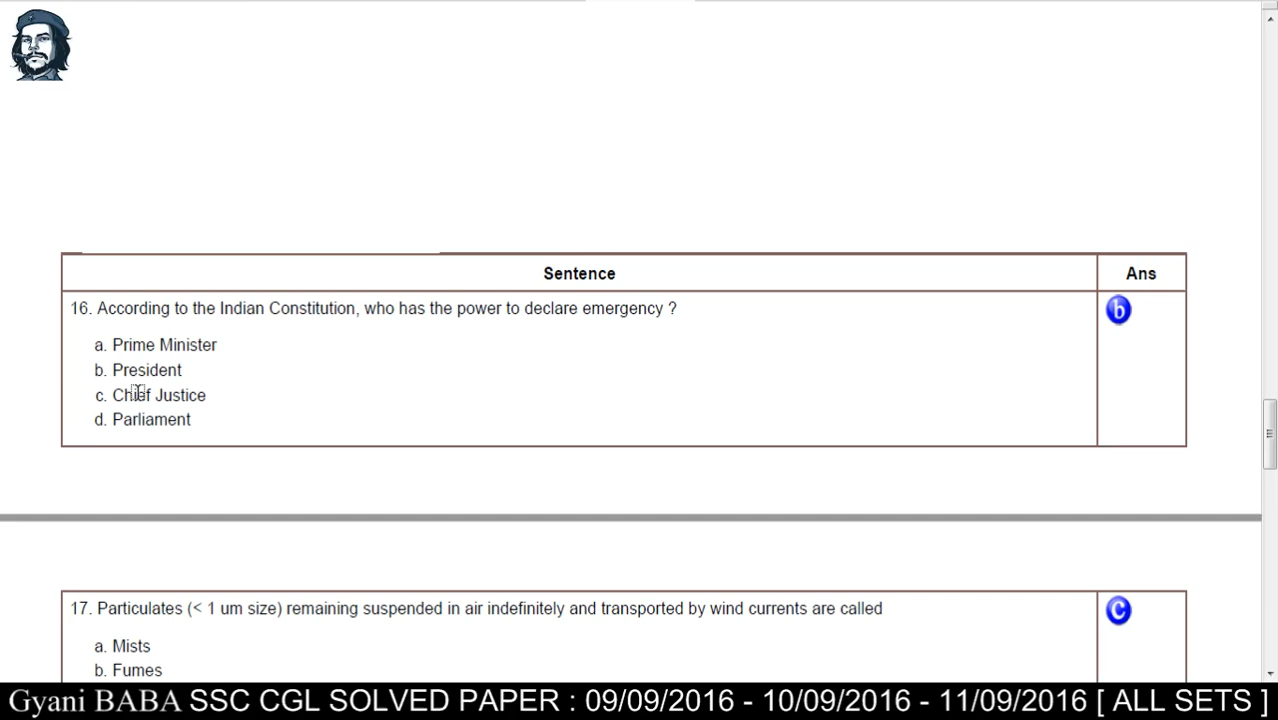 Sentence Ans
16. According to the Indian Constitution, who has the power to declare emergency ? b
a. Prime Minister
b. President
c. Chief Justice
d. Parliament
17. Particulates (< 1 um size) remaining suspended in air indefinitely and transported by wind currents are called C
a. Mists
b. Fumes
Gyani BABA SSC CGL SOLVED PAPER : 09/09/2016 - 10/09/2016 - 11/09/2016 [ ALL SETS ]